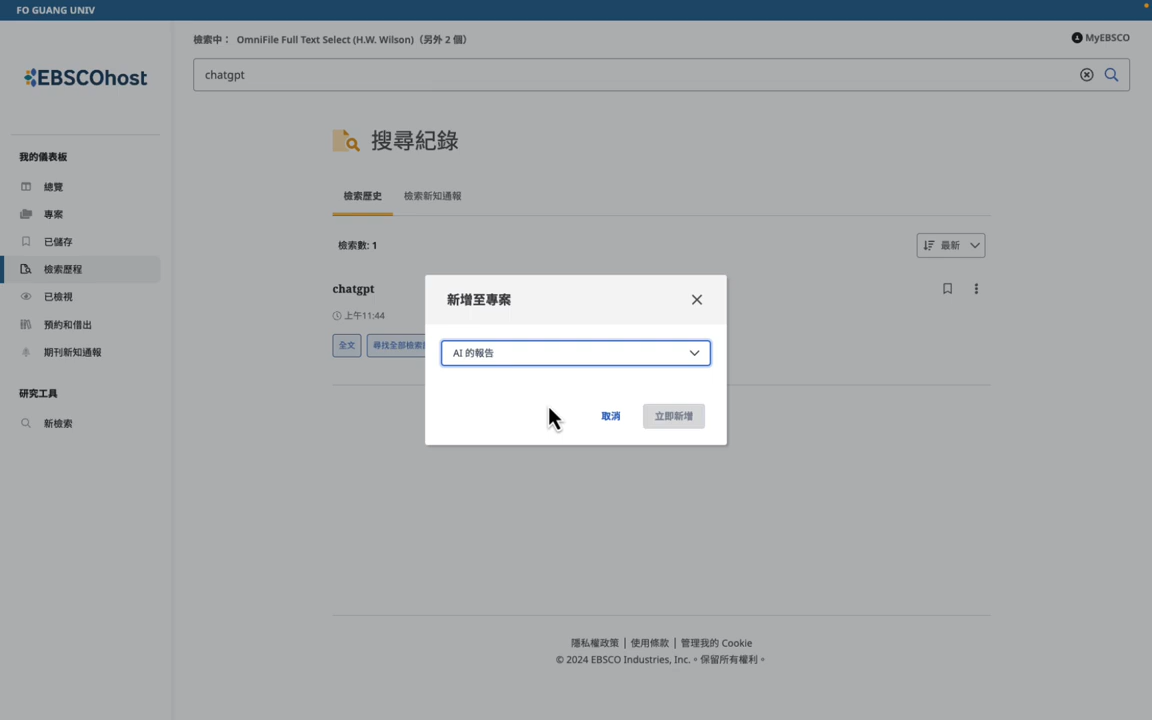 FO GUANG UNIV
檢索中： OmniFile Full Text Select (H.W. Wilson)（另外 2 個）
MyEBSCO
EBSCOhost
chatgpt
我的儀表板
總覽
專案
已儲存
檢索歷程
已檢視
預約和借出
期刊新知通報
研究工具
新檢索
搜尋紀錄
檢索歷史
檢索新知通報
檢索數: 1
最新
chatgpt
上午11:44
全文
尋找全部檢索
新增至專案
AI 的報告
取消
立即新增
隱私權政策 | 使用條款 | 管理我的 Cookie
© 2024 EBSCO Industries, Inc.。保留所有權利。